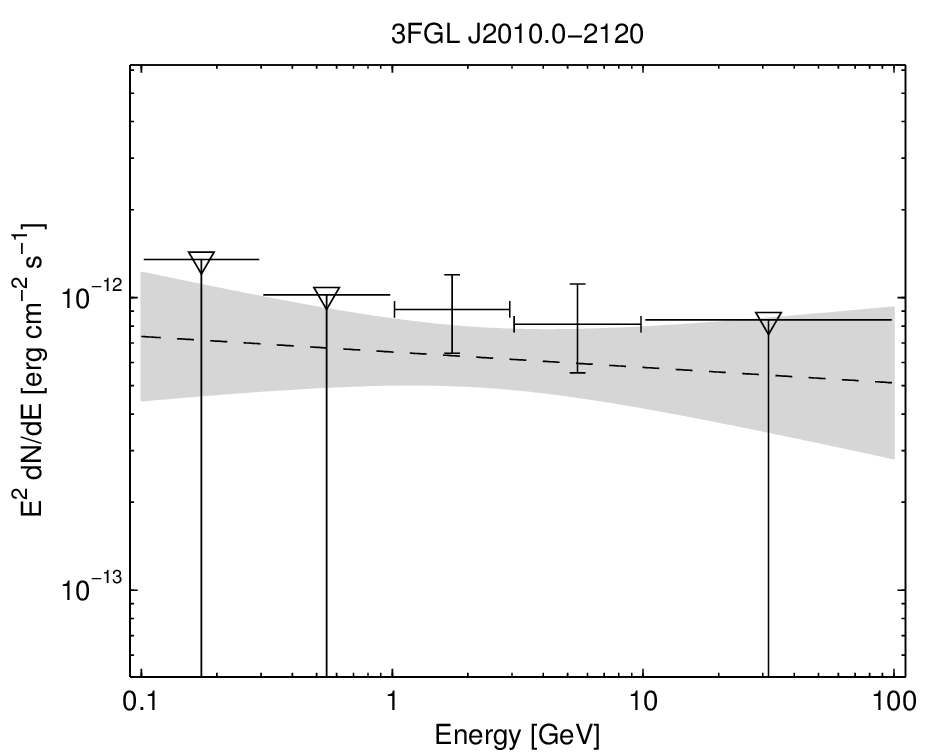 3FGL J2010.0−2120
E² dN/dE [erg cm⁻² s⁻¹]
10⁻¹²
10⁻¹³
0.1 1 10 100
Energy [GeV]